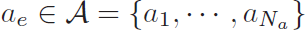 $a_e \in \mathcal{A} = \{a_1, \cdots, a_{N_a}\}$